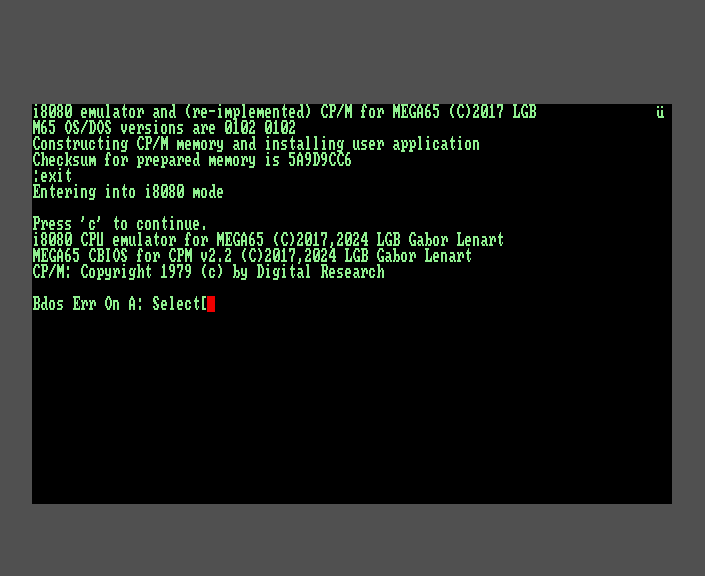 i8080 emulator and (re-implemented) CP/M for MEGA65 (C)2017 LGB ü
M65 OS/DOS versions are 0102 0102
Constructing CP/M memory and installing user application
Checksum for prepared memory is 5A9D9CC6
:exit
Entering into i8080 mode
Press 'c' to continue.
i8080 CPU emulator for MEGA65 (C)2017,2024 LGB Gabor Lenart
MEGA65 CBIOS for CPM v2.2 (C)2017,2024 LGB Gabor Lenart
CP/M: Copyright 1979 (c) by Digital Research
Bdos Err On A: Select[